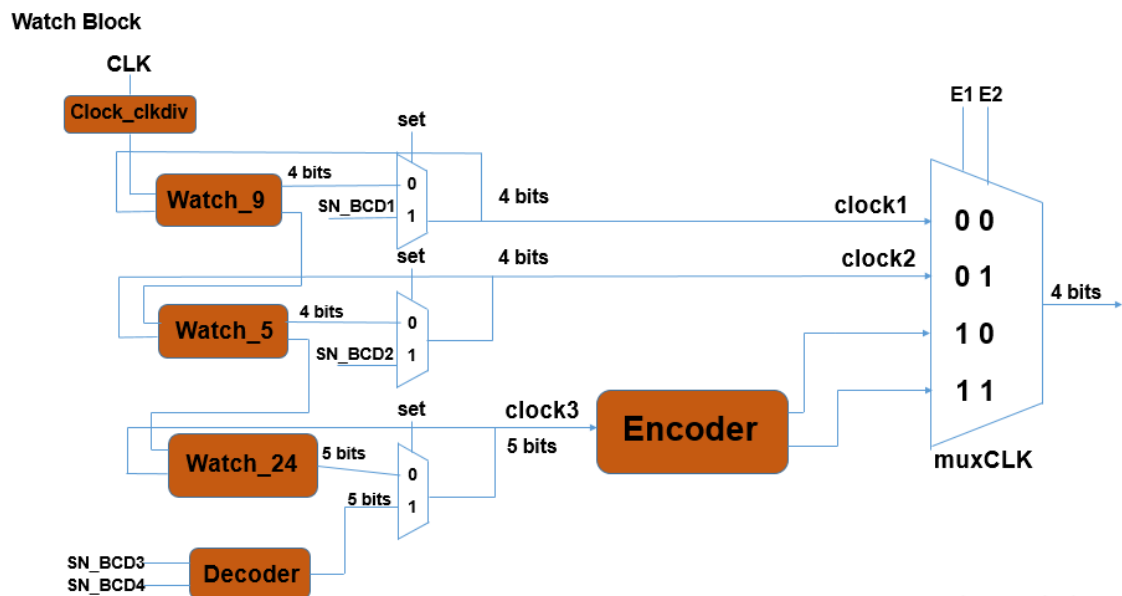 Watch Block
CLK
Clock_clkdiv
E1 E2
set
4 bits
0
Watch_9
SN_BCD1
1
4 bits
clock1
0 0
set
4 bits
clock2
0 1
4 bits
0
Watch_5
SN_BCD2
1
4 bits
1 0
1 1
set
clock3
5 bits
Encoder
muxCLK
Watch_24
5 bits
0
5 bits
1
SN_BCD3
SN_BCD4
Decoder